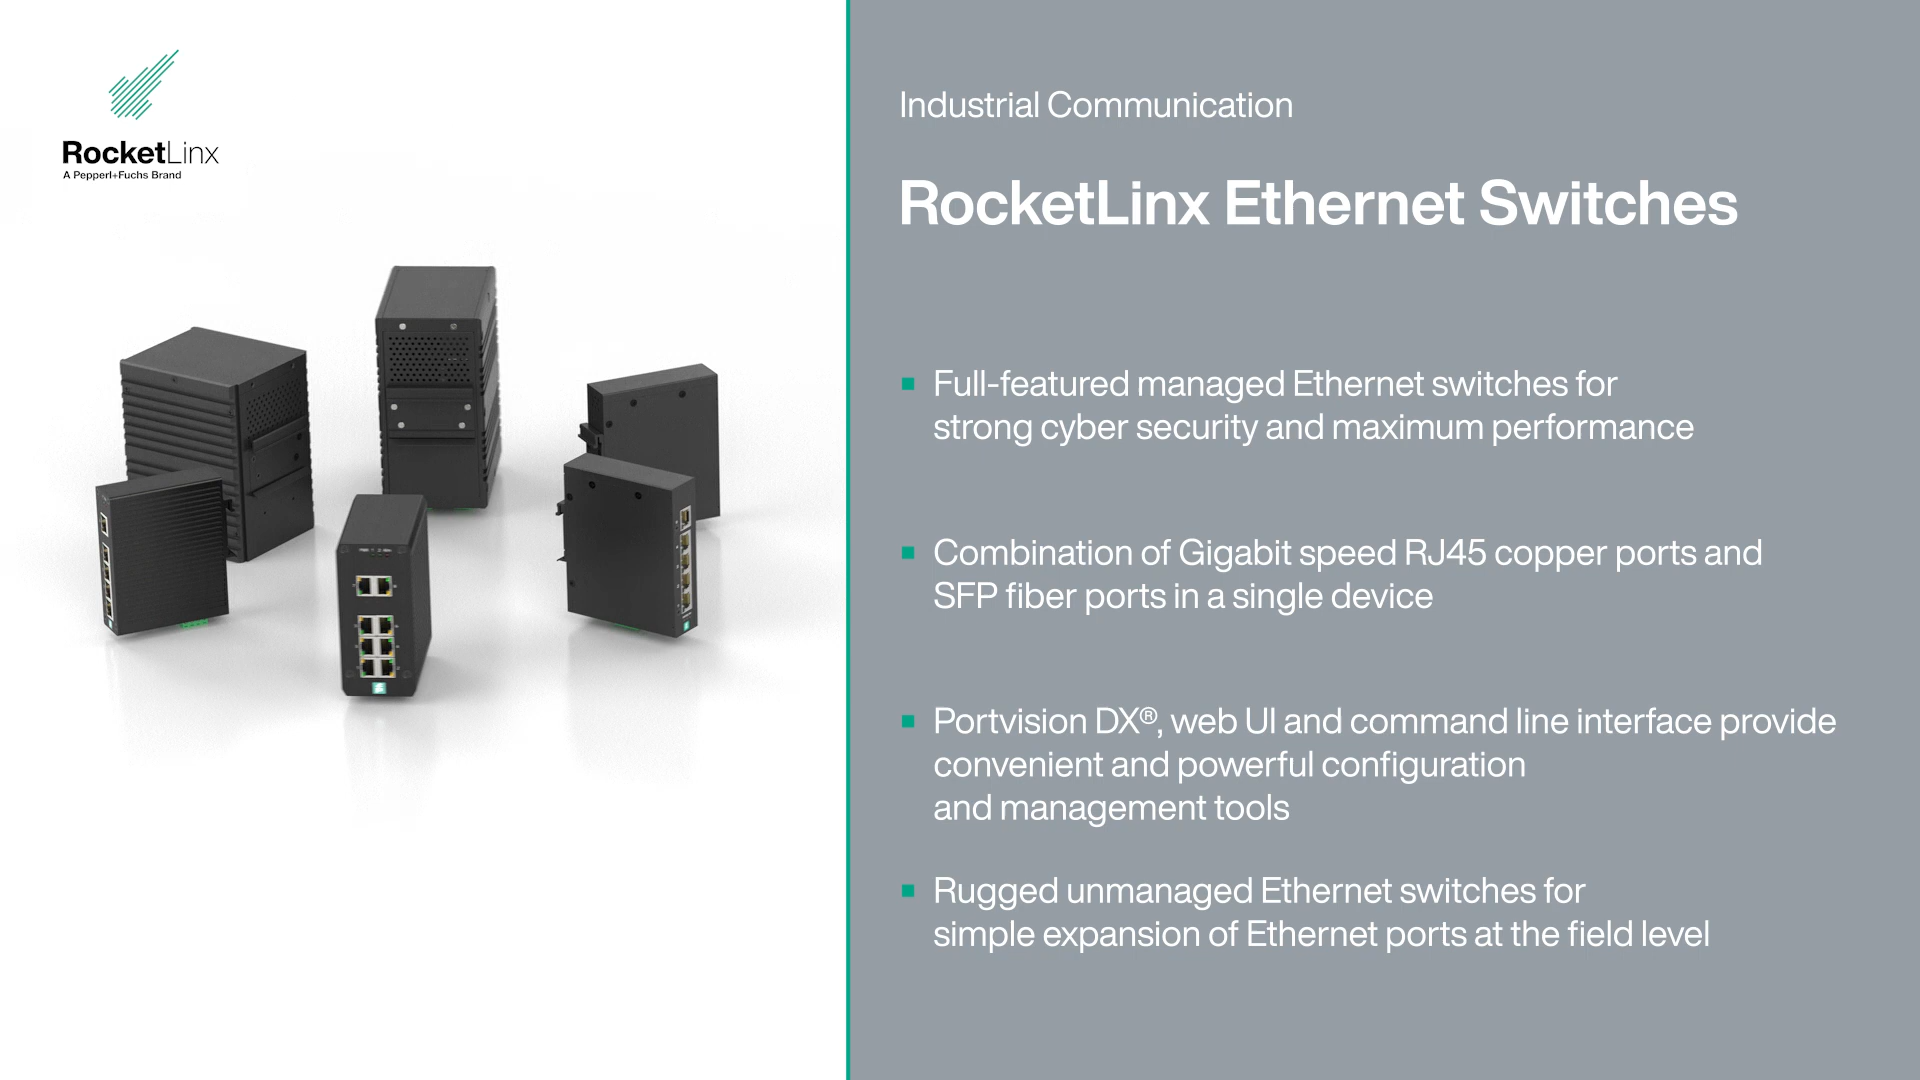 RocketLinx
A Pepperl+Fuchs Brand
Industrial Communication
RocketLinx Ethernet Switches
Full-featured managed Ethernet switches for
strong cyber security and maximum performance
Combination of Gigabit speed RJ45 copper ports and
SFP fiber ports in a single device
Portvision DX®, web UI and command line interface provide
convenient and powerful configuration
and management tools
Rugged unmanaged Ethernet switches for
simple expansion of Ethernet ports at the field level